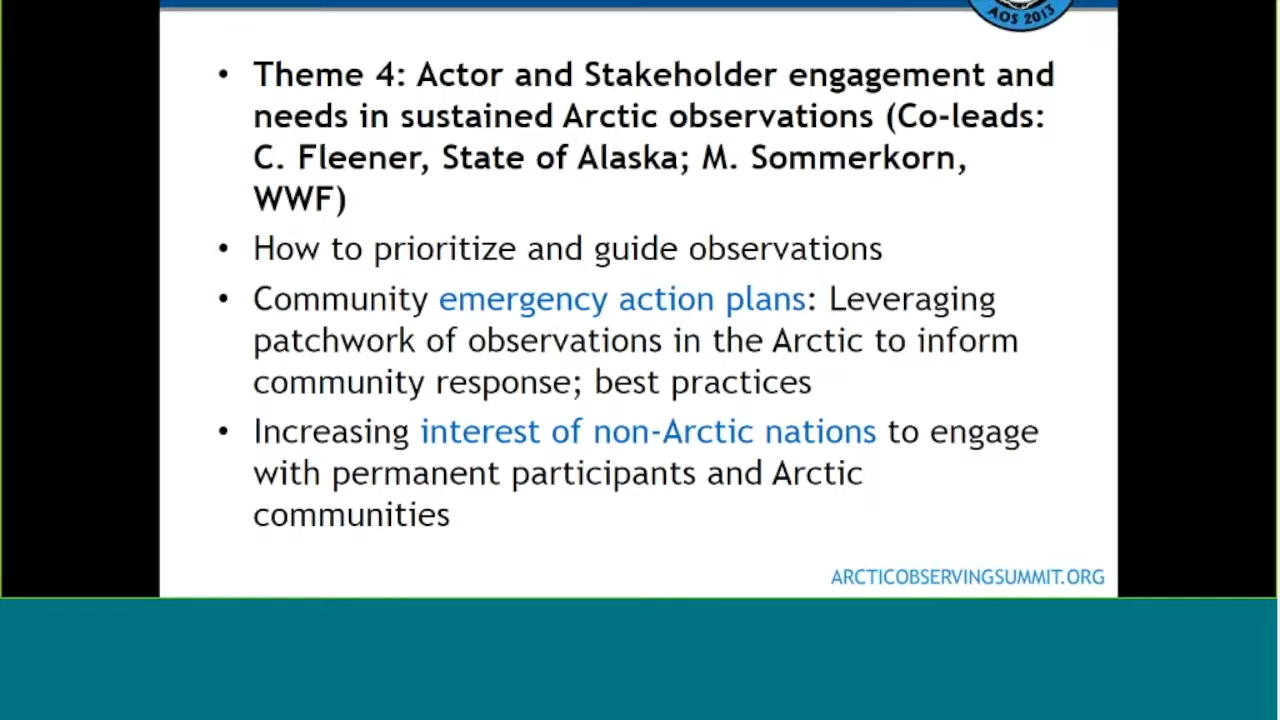 AOS 2013
• Theme 4: Actor and Stakeholder engagement and
needs in sustained Arctic observations (Co-leads:
C. Fleener, State of Alaska; M. Sommerkorn,
WWF)
• How to prioritize and guide observations
• Community emergency action plans: Leveraging
patchwork of observations in the Arctic to inform
community response; best practices
• Increasing interest of non-Arctic nations to engage
with permanent participants and Arctic
communities
ARCTICOBSERVINGSUMMIT.ORG